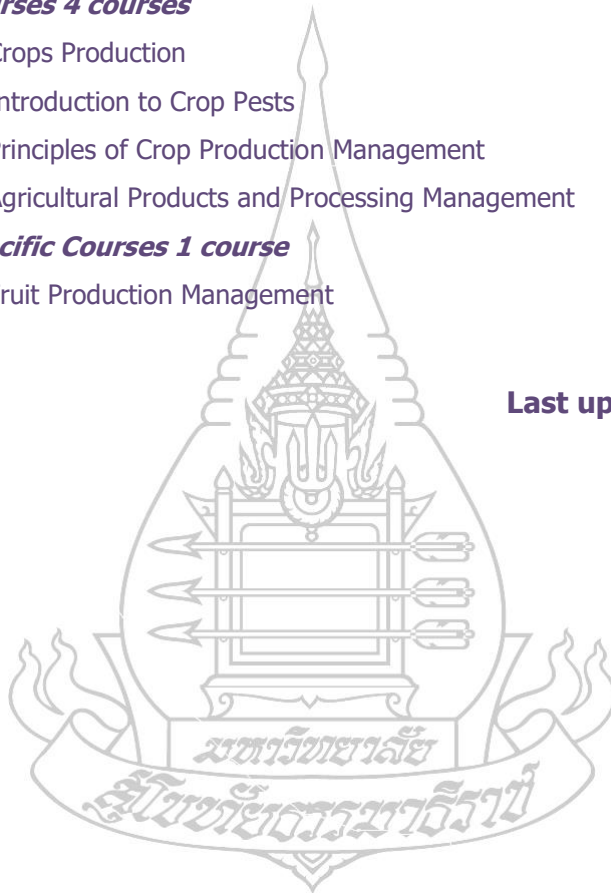 rses 4 courses
Crops Production
ntroduction to Crop Pests
Principles of Crop Production Management
Agricultural Products and Processing Management
cific Courses 1 course
ruit Production Management
Last up
มหาวิทยาลัย
สุโขทัยธรรมาธิราช